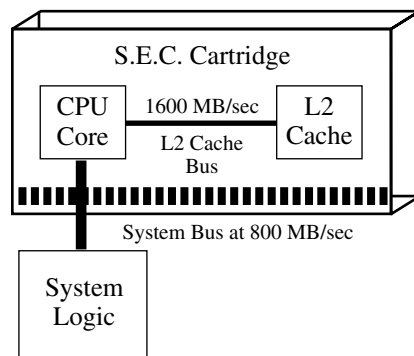 S.E.C. Cartridge
CPU
Core
1600 MB/sec
L2 Cache
Bus
L2
Cache
System Bus at 800 MB/sec
System
Logic